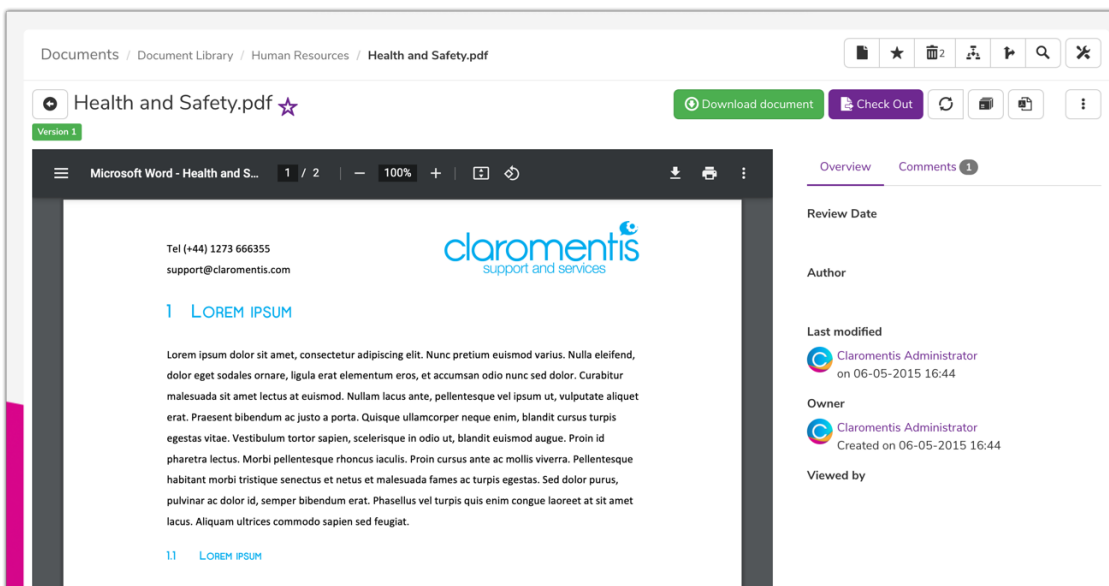 Documents / Document Library / Human Resources / Health and Safety.pdf
2
Health and Safety.pdf
Download document
Check Out
Version 1
Microsoft Word - Health and S... 1 / 2 100%
Overview Comments 1
Review Date
Author
Last modified
Claromentis Administrator
on 06-05-2015 16:44
Owner
Claromentis Administrator
Created on 06-05-2015 16:44
Viewed by
Tel (+44) 1273 666355
support@claromentis.com
claromentis
support and services
1 Lorem ipsum
Lorem ipsum dolor sit amet, consectetur adipiscing elit. Nunc pretium euismod varius. Nulla eleifend,
dolor eget sodales ornare, ligula erat elementum eros, et accumsan odio nunc sed dolor. Curabitur
malesuada sit amet lectus at euismod. Nullam lacus ante, pellentesque vel ipsum ut, vulputate aliquet
erat. Praesent bibendum ac justo a porta. Quisque ullamcorper neque enim, blandit cursus turpis
egestas vitae. Vestibulum tortor sapien, scelerisque in odio ut, blandit euismod augue. Proin id
pharetra lectus. Morbi pellentesque rhoncus iaculis. Proin cursus ante ac mollis viverra. Pellentesque
habitant morbi tristique senectus et netus et malesuada fames ac turpis egestas. Sed dolor purus,
pulvinar ac dolor id, semper bibendum erat. Phasellus vel turpis quis enim congue laoreet at sit amet
lacus. Aliquam ultrices commodo sapien sed feugiat.
1.1 Lorem ipsum